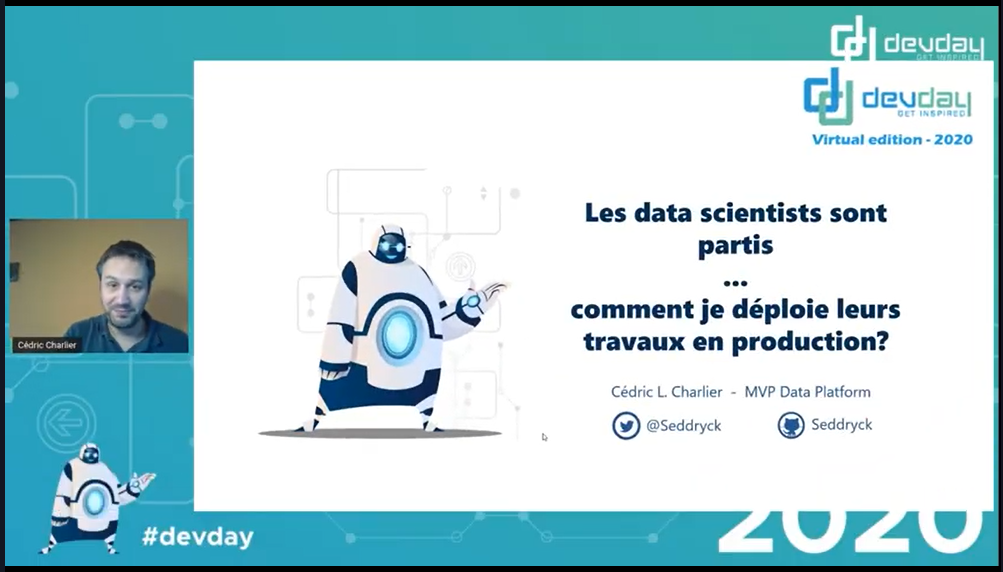 devday
GET INSPIRED
devday
GET INSPIRED
Virtual edition - 2020
Les data scientists sont
partis
...
comment je déploie leurs
travaux en production?
Cédric L. Charlier - MVP Data Platform
@Seddryck
Seddryck
Cédric Charlier
#devday
2020